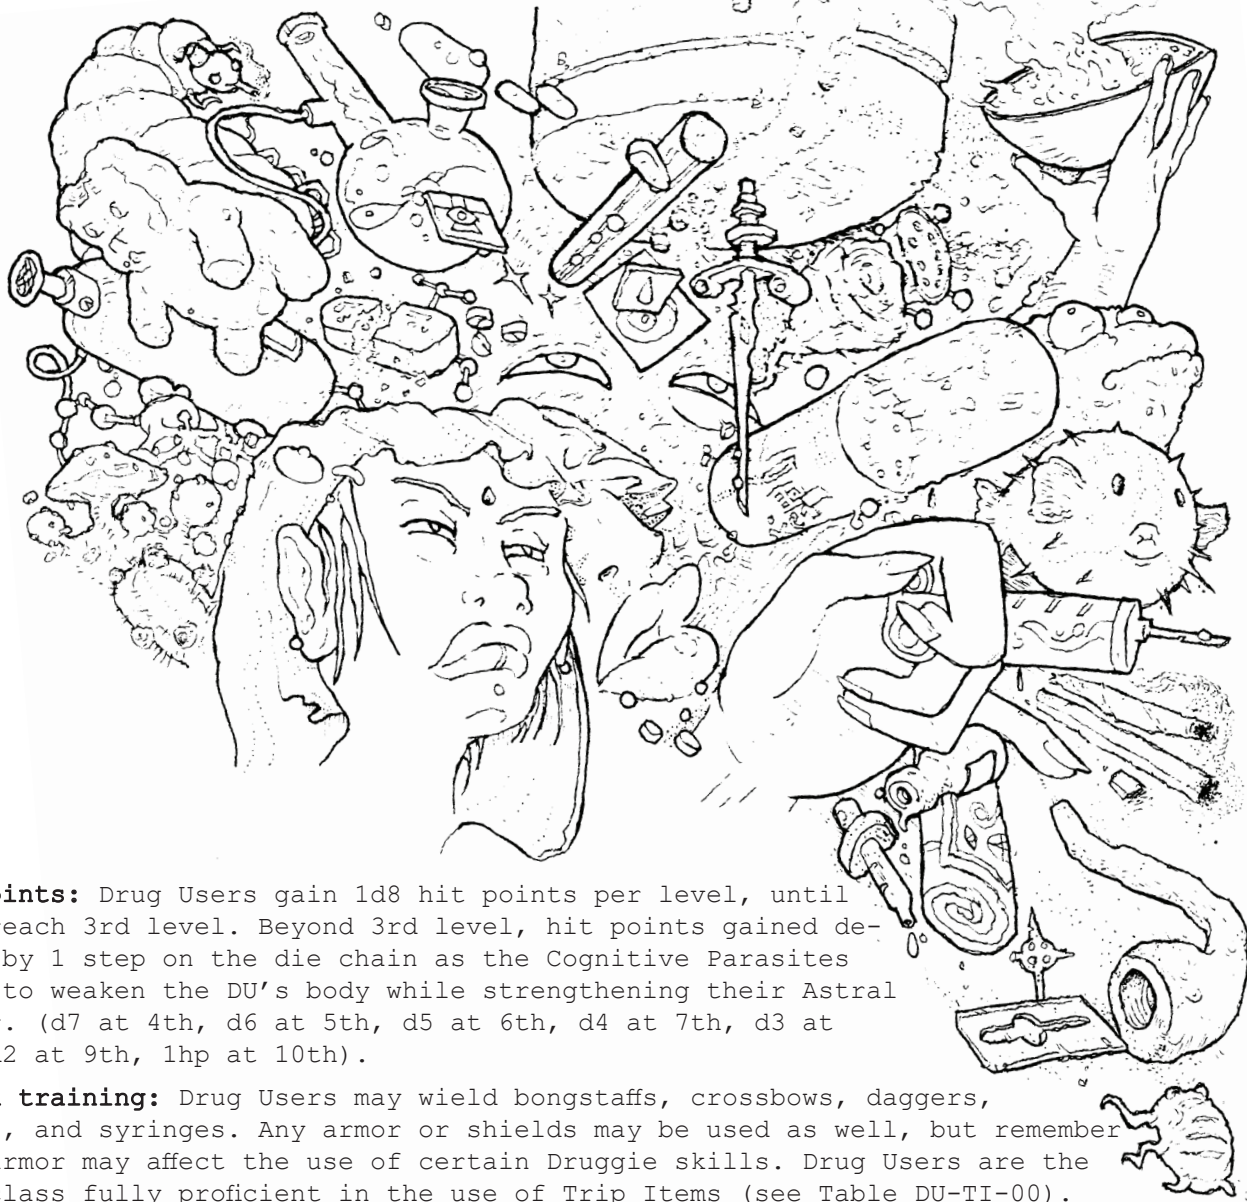 oints: Drug Users gain 1d8 hit points per level, until
each 3rd level. Beyond 3rd level, hit points gained de-
by 1 step on the die chain as the Cognitive Parasites
to weaken the DU’s body while strengthening their Astral
. (d7 at 4th, d6 at 5th, d5 at 6th, d4 at 7th, d3 at
2 at 9th, 1hp at 10th).
training: Drug Users may wield bongstaffs, crossbows, daggers,
, and syringes. Any armor or shields may be used as well, but remember
armor may affect the use of certain Druggie skills. Drug Users are the
lass fully proficient in the use of Trip Items (see Table DU-TI-00).